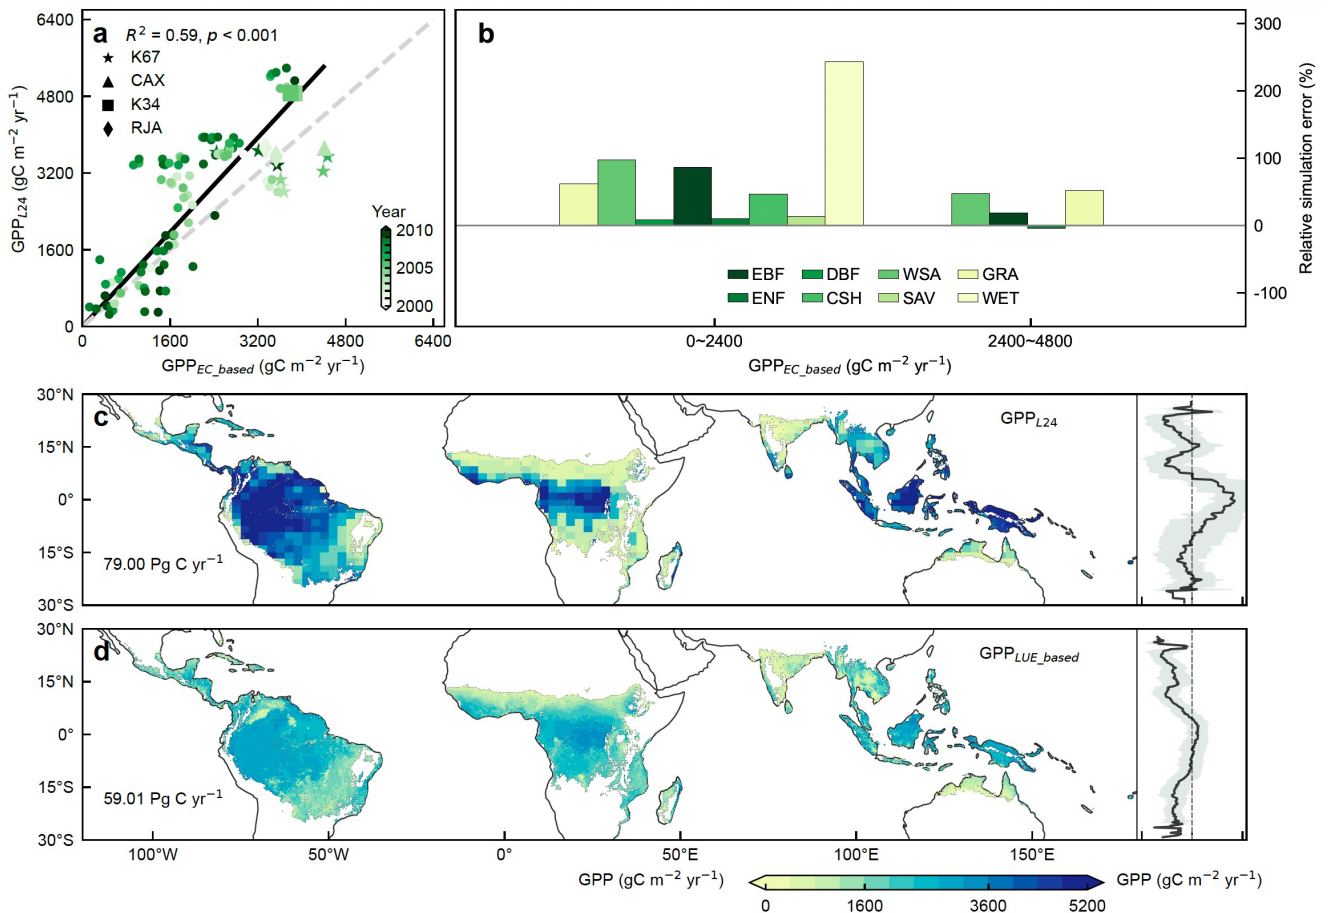 a
R² = 0.59, p < 0.001
K67
CAX
K34
RJA
6400
4800
3200
1600
0
GPP_L24 (gC m⁻² yr⁻¹)
Year
2010
2005
2000
0 1600 3200 4800 6400
GPP_EC_based (gC m⁻² yr⁻¹)
b
300
200
100
0
-100
Relative simulation error (%)
EBF DBF WSA GRA
ENF CSH SAV WET
0~2400 2400~4800
GPP_EC_based (gC m⁻² yr⁻¹)
c
GPP_L24
30°N
15°N
0°
15°S
30°S
79.00 Pg C yr⁻¹
d
GPP_LUE_based
30°N
15°N
0°
15°S
30°S
59.01 Pg C yr⁻¹
100°W 50°W 0° 50°E 100°E 150°E
GPP (gC m⁻² yr⁻¹) GPP (gC m⁻² yr⁻¹)
0 1600 3600 5200